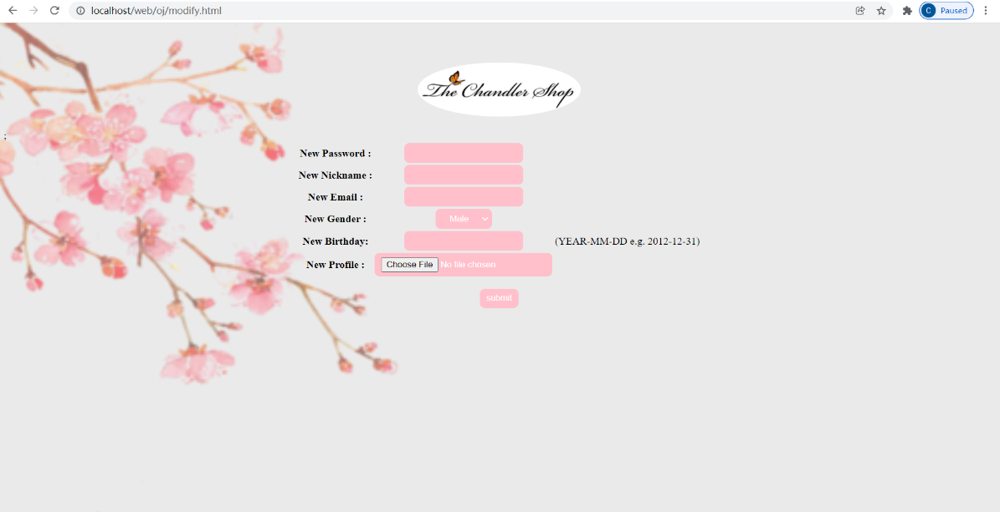 localhost/web/oj/modify.html
C Paused
The Chandler Shop
;
New Password :
New Nickname :
New Email :
New Gender : Male
New Birthday: (YEAR-MM-DD e.g. 2012-12-31)
New Profile : Choose File No file chosen
submit